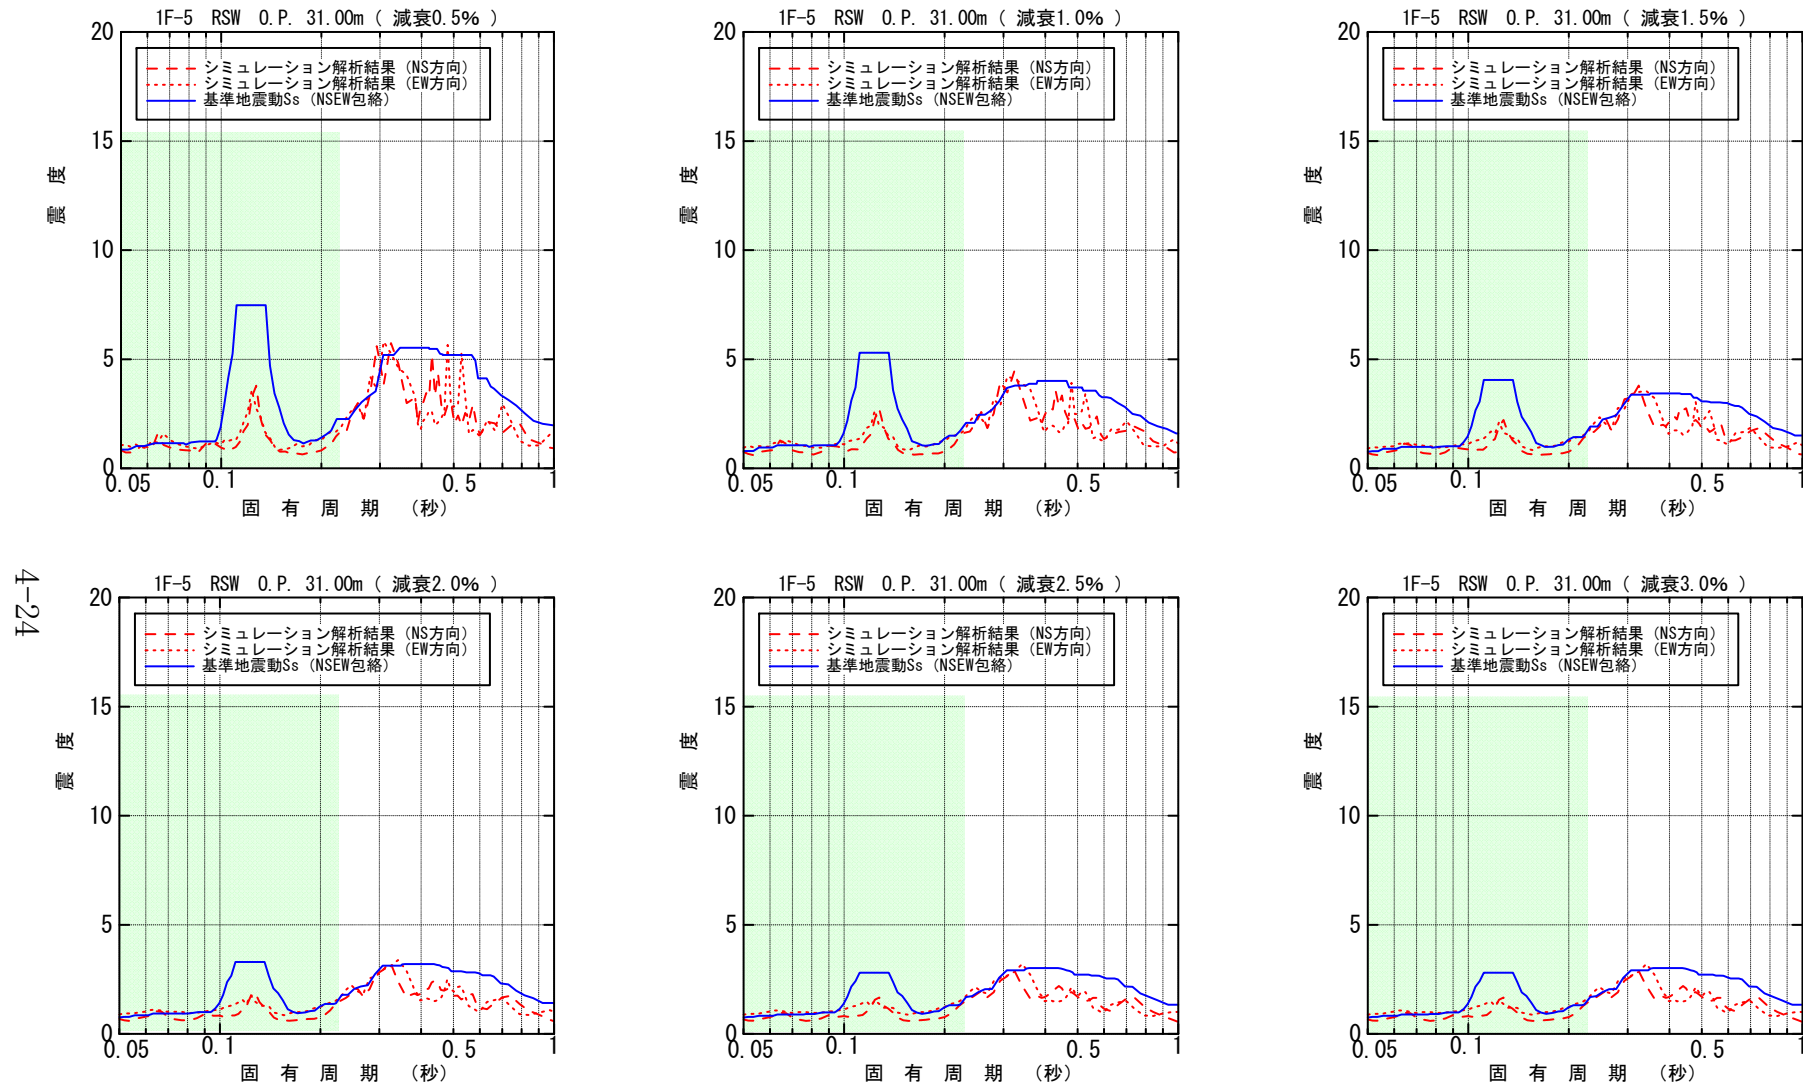 1F-5 RSW O.P. 31.00m ( 減衰0.5% )
20
15
10
5
0
震 度
シミュレーション解析結果 (NS方向)
シミュレーション解析結果 (EW方向)
基準地震動Ss (NSEW包絡)
0.05 0.1 0.5 1
固 有 周 期 (秒)
1F-5 RSW O.P. 31.00m ( 減衰1.0% )
20
15
10
5
0
震 度
シミュレーション解析結果 (NS方向)
シミュレーション解析結果 (EW方向)
基準地震動Ss (NSEW包絡)
0.05 0.1 0.5 1
固 有 周 期 (秒)
1F-5 RSW O.P. 31.00m ( 減衰1.5% )
20
15
10
5
0
震 度
シミュレーション解析結果 (NS方向)
シミュレーション解析結果 (EW方向)
基準地震動Ss (NSEW包絡)
0.05 0.1 0.5 1
固 有 周 期 (秒)
4-24
1F-5 RSW O.P. 31.00m ( 減衰2.0% )
20
15
10
5
0
震 度
シミュレーション解析結果 (NS方向)
シミュレーション解析結果 (EW方向)
基準地震動Ss (NSEW包絡)
0.05 0.1 0.5 1
固 有 周 期 (秒)
1F-5 RSW O.P. 31.00m ( 減衰2.5% )
20
15
10
5
0
震 度
シミュレーション解析結果 (NS方向)
シミュレーション解析結果 (EW方向)
基準地震動Ss (NSEW包絡)
0.05 0.1 0.5 1
固 有 周 期 (秒)
1F-5 RSW O.P. 31.00m ( 減衰3.0% )
20
15
10
5
0
震 度
シミュレーション解析結果 (NS方向)
シミュレーション解析結果 (EW方向)
基準地震動Ss (NSEW包絡)
0.05 0.1 0.5 1
固 有 周 期 (秒)